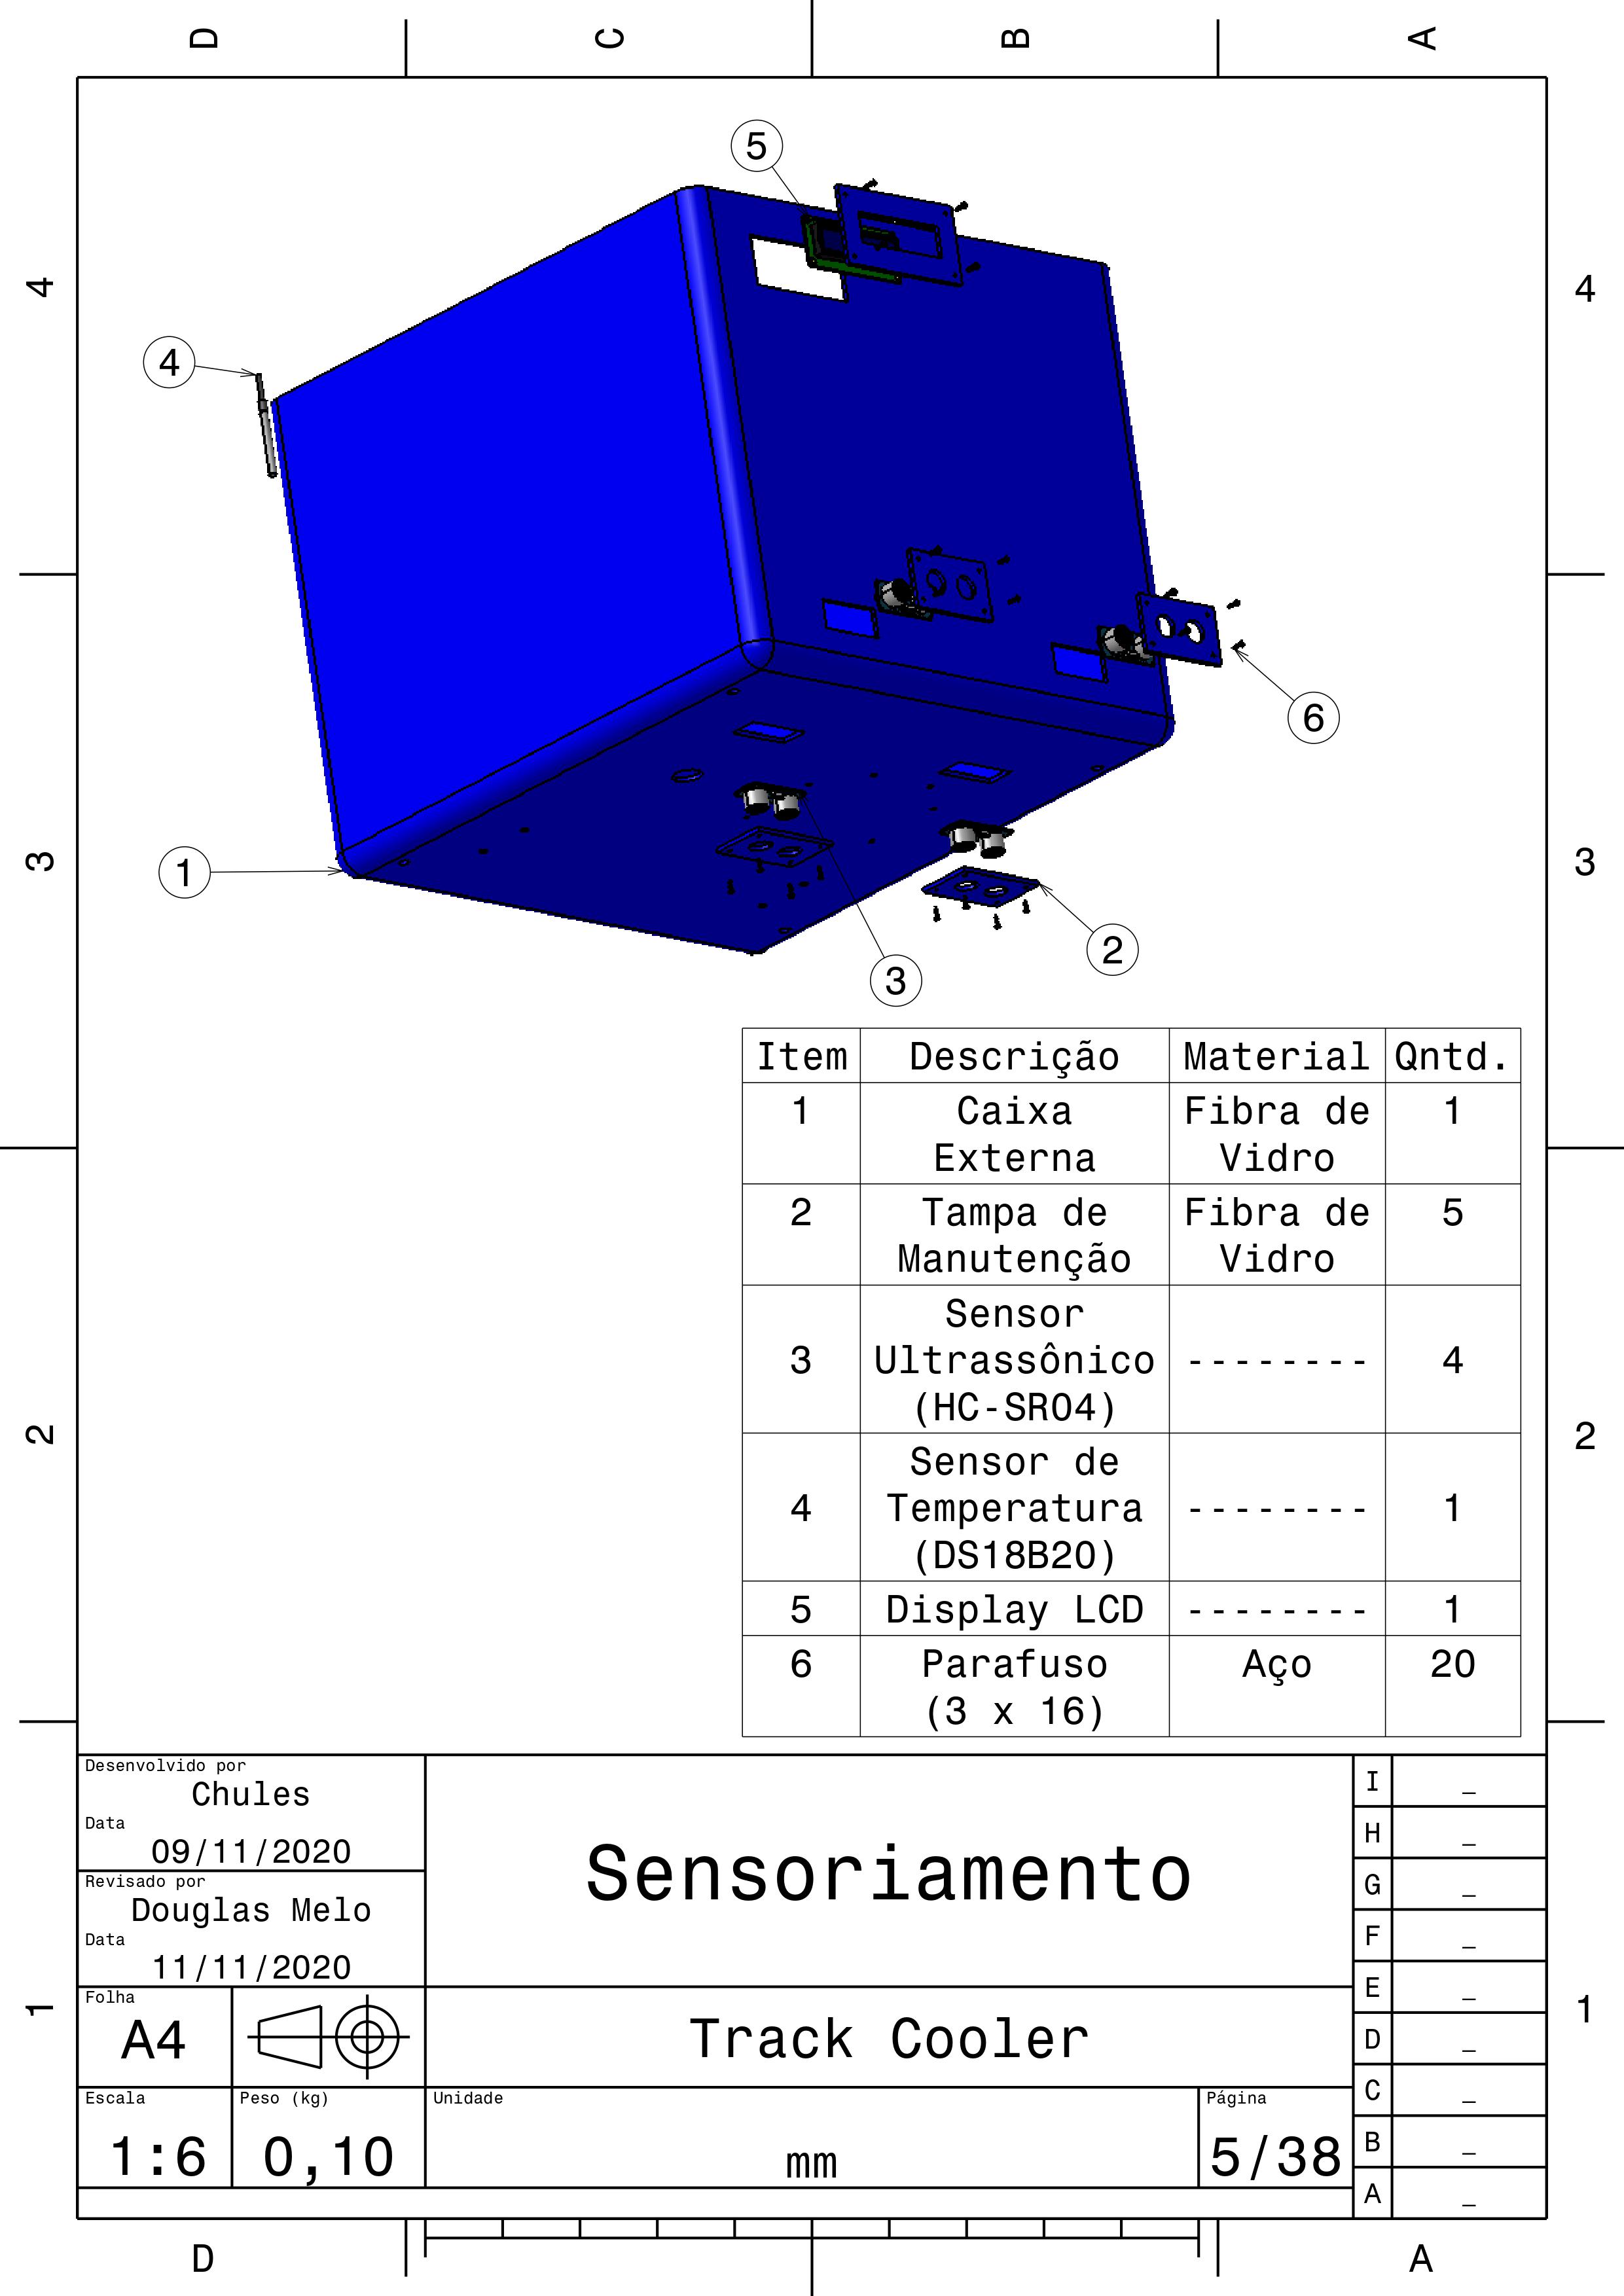 D C B A
5
4 4
4
6
3 3
1
2
3
Item Descrição Material Qntd.
1 Caixa Fibra de 1
Externa Vidro
2 Tampa de Fibra de 5
Manutenção Vidro
Sensor
3 Ultrassônico -------- 4
(HC-SR04)
2 2
Sensor de
4 Temperatura -------- 1
(DS18B20)
5 Display LCD -------- 1
6 Parafuso Aço 20
(3 x 16)
Desenvolvido por
Chules
Data
09/11/2020
Revisado por
Douglas Melo
Data
11/11/2020
Sensoriamento
Folha
A4
Track Cooler
Escala
1:6
Peso (kg)
0,10
Unidade
mm
Página
5/38
I _
H _
G _
F _
E _
D _
C _
B _
A _
1 1
D A